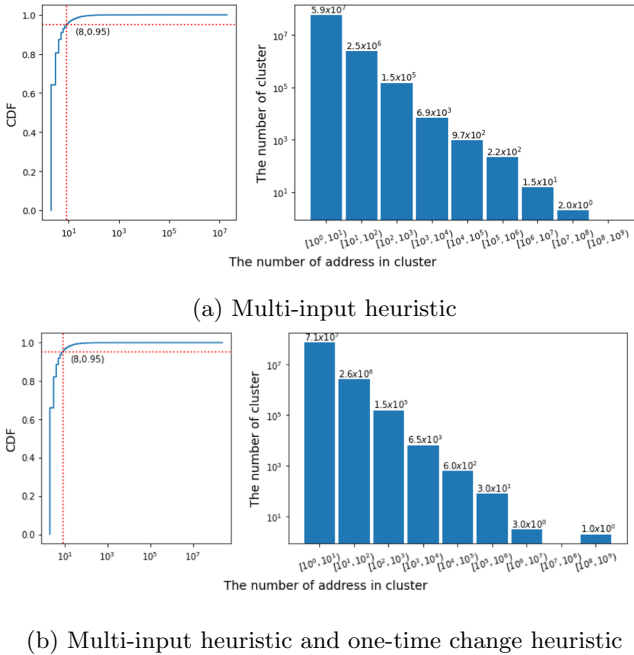 1.0
0.8
0.6
0.4
0.2
0.0
CDF
(8,0.95)
10^1 10^3 10^5 10^7
The number of cluster
10^7
10^5
10^3
10^1
5.9x10^7
2.5x10^6
1.5x10^5
6.9x10^3
9.7x10^2
2.2x10^2
1.5x10^1
2.0x10^0
[10^0, 10^1) [10^1, 10^2) [10^2, 10^3) [10^3, 10^4) [10^4, 10^5) [10^5, 10^6) [10^6, 10^7) [10^7, 10^8) [10^8, 10^9)
The number of address in cluster
(a) Multi-input heuristic
1.0
0.8
0.6
0.4
0.2
0.0
CDF
(8,0.95)
10^1 10^3 10^5 10^7
The number of cluster
10^7
10^5
10^3
10^1
7.1x10^7
2.6x10^6
1.5x10^5
6.5x10^3
6.0x10^2
3.0x10^1
3.0x10^0
1.0x10^0
[10^0, 10^1) [10^1, 10^2) [10^2, 10^3) [10^3, 10^4) [10^4, 10^5) [10^5, 10^6) [10^6, 10^7) [10^7, 10^8) [10^8, 10^9)
The number of address in cluster
(b) Multi-input heuristic and one-time change heuristic